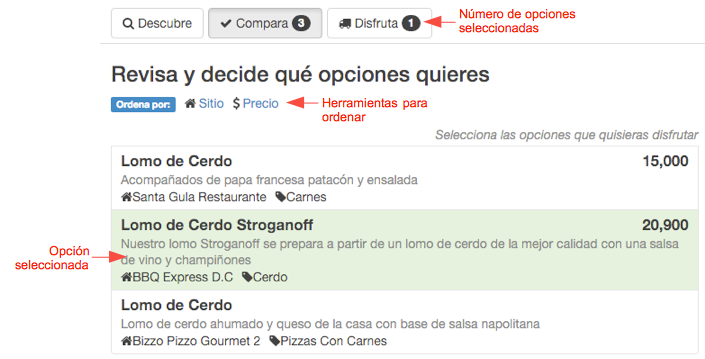 Descubre Compara 3 Disfruta 1
Número de opciones
seleccionadas
Revisa y decide qué opciones quieres
Ordena por: Sitio $ Precio
Herramientas para
ordenar
Selecciona las opciones que quisieras disfrutar
Lomo de Cerdo 15,000
Acompañados de papa francesa patacón y ensalada
Santa Gula Restaurante Carnes
Lomo de Cerdo Stroganoff 20,900
Opción
seleccionada
Nuestro lomo Stroganoff se prepara a partir de un lomo de cerdo de la mejor calidad con una salsa
de vino y champiñones
BBQ Express D.C Cerdo
Lomo de Cerdo
Lomo de cerdo ahumado y queso de la casa con base de salsa napolitana
Bizzo Pizzo Gourmet 2 Pizzas Con Carnes